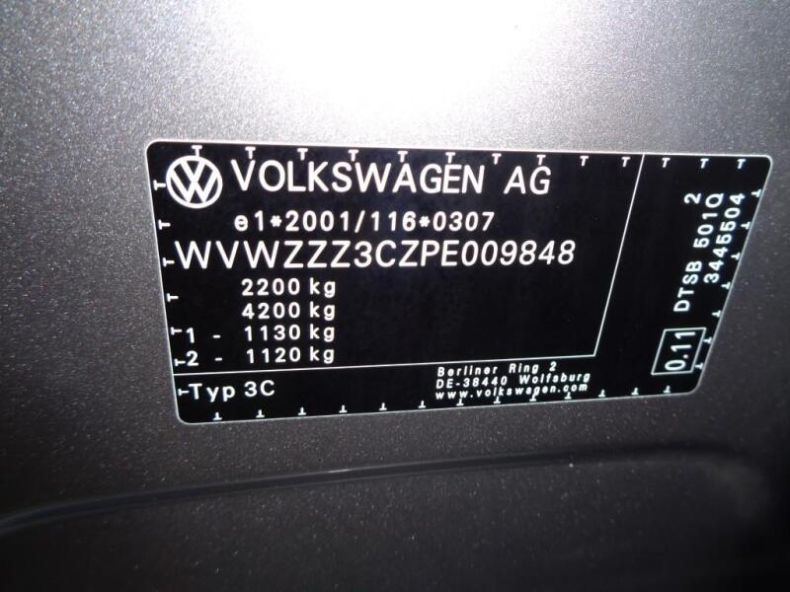 VOLKSWAGEN AG
e1*2001/116*0307
WVWZZZ3CZPE009848
2200 kg
4200 kg
1 - 1130 kg
2 - 1120 kg
Typ 3C
Berliner Ring 2
DE-38440 Wolfsburg
www.volkswagen.com
0.11
DTSB 501Q 2
3445504